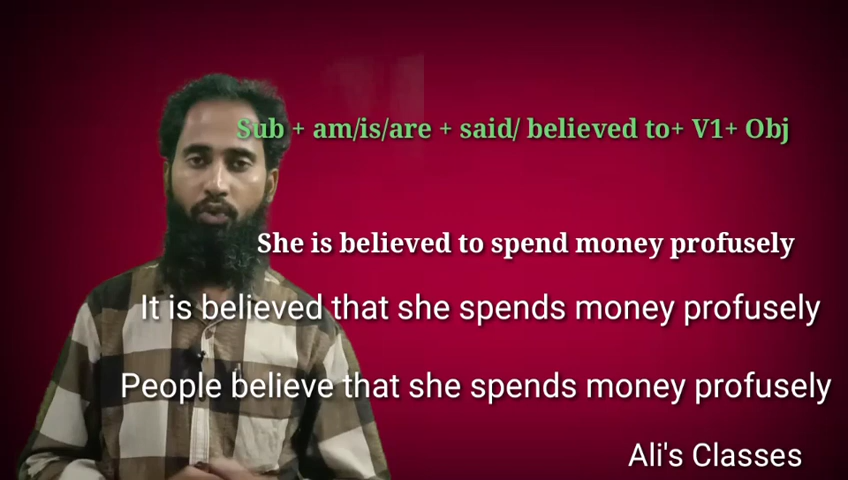 Sub + am/is/are + said/ believed to+ V1+ Obj
She is believed to spend money profusely
It is believed that she spends money profusely
People believe that she spends money profusely
Ali's Classes